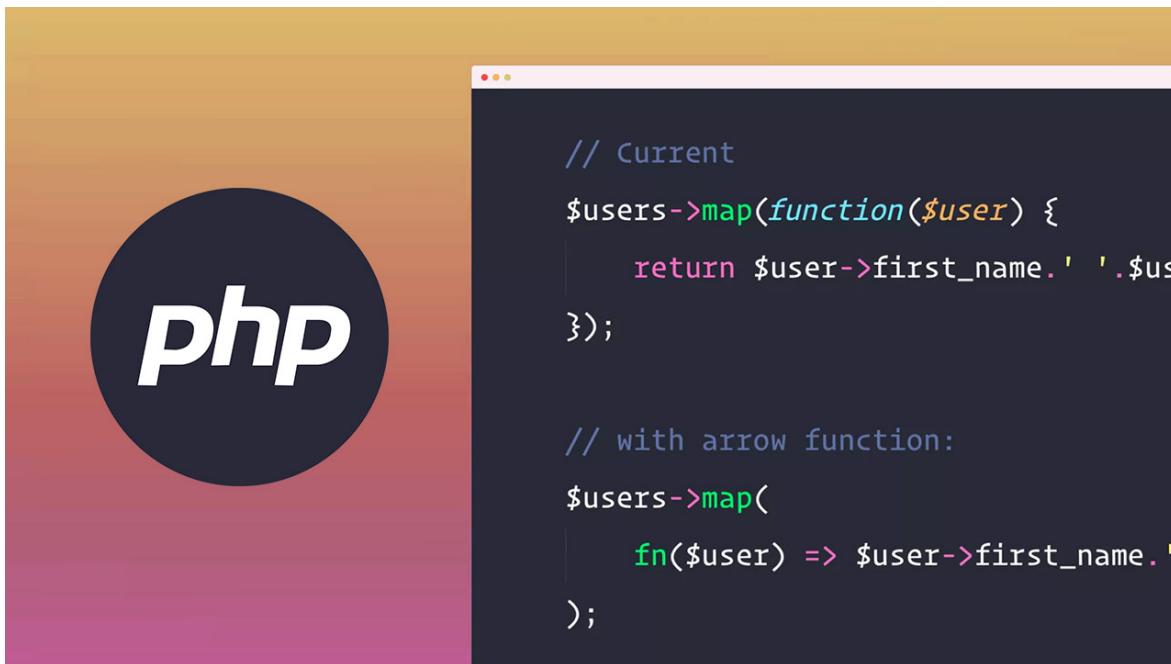 php
// Current
$users->map(function($user) {
return $user->first_name.' '.$us
});
// with arrow function:
$users->map(
fn($user) => $user->first_name.'
);